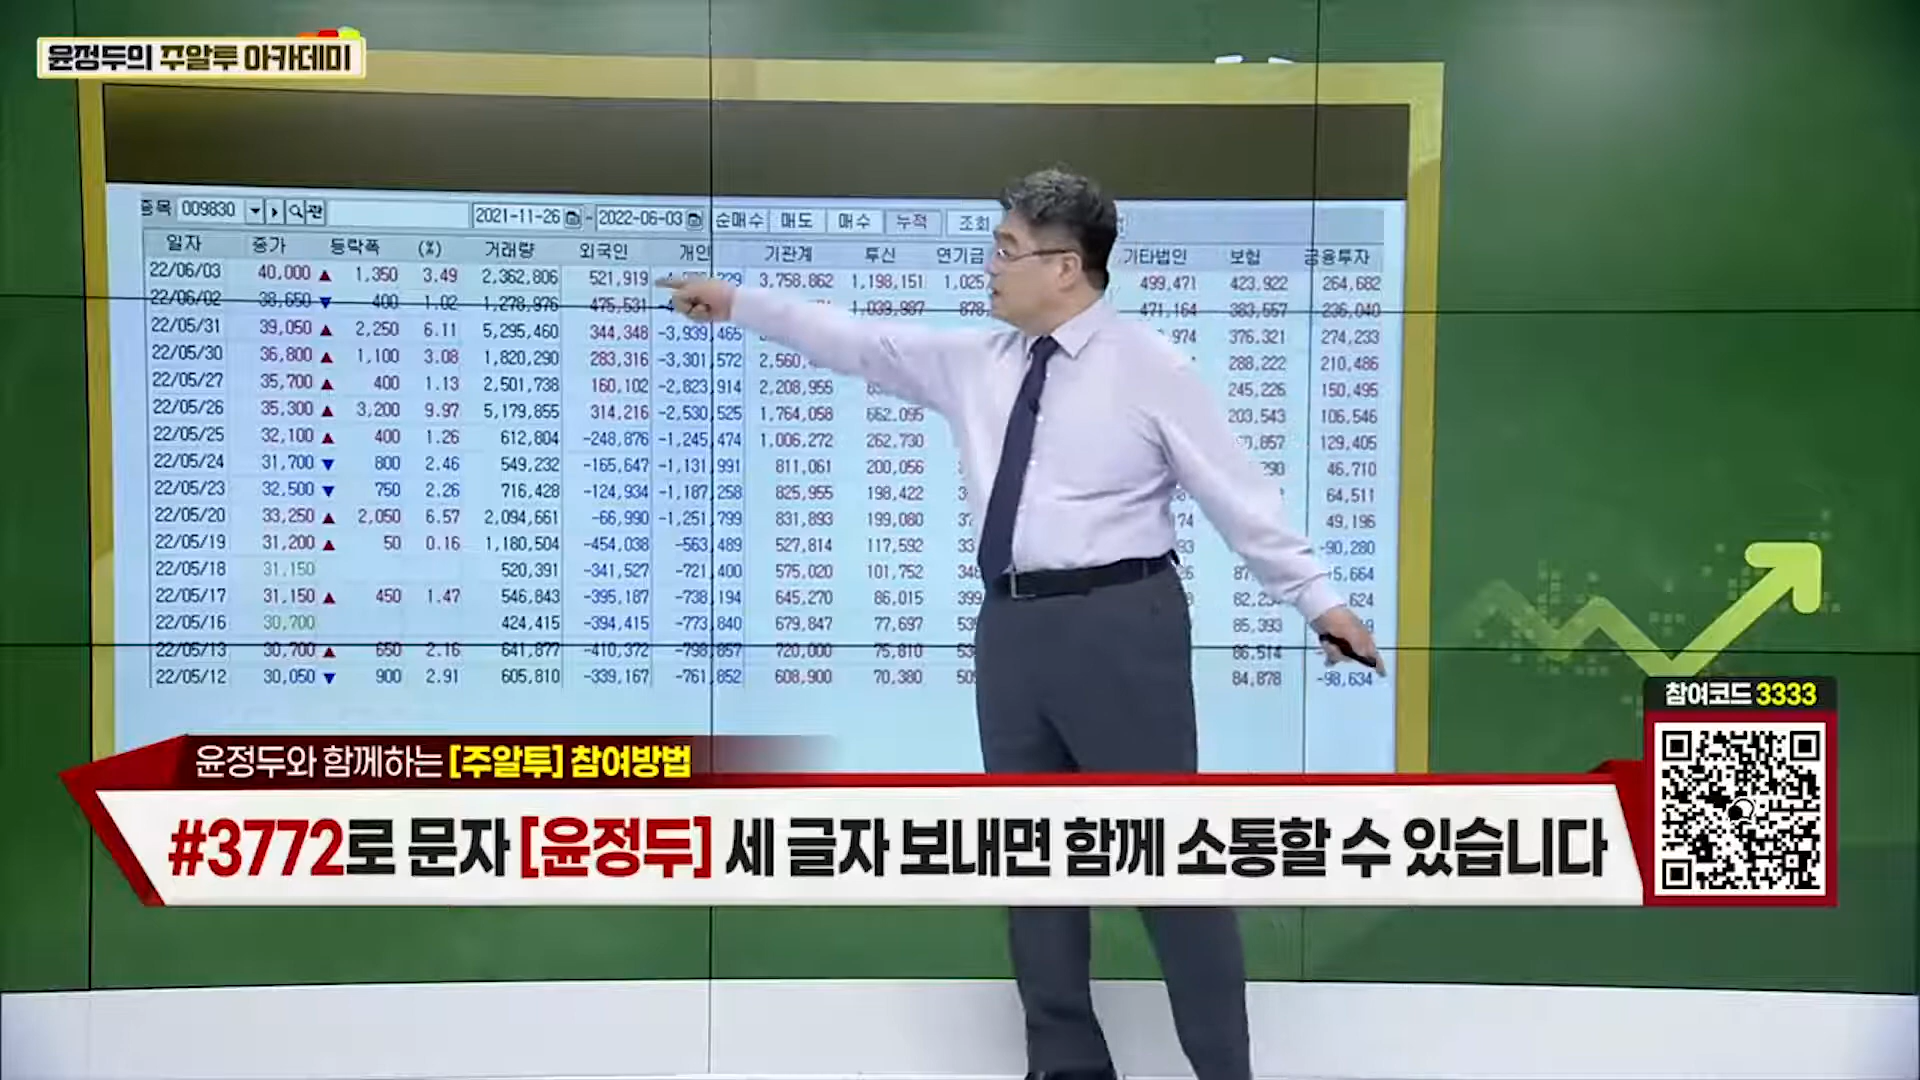 윤정두의 주알투 아카데미
종목 009830 관 2021-11-26 - 2022-06-03 순매수 매도 매수 누적 조회
일자 종가 등락폭 (%) 거래량 외국인 개인 기관계 투신 연기금 기타법인 보험 금융투자
22/06/03 40,000 ▲ 1,350 3.49 2,362,806 521,919 3,758,862 1,198,151 499,471 423,922 264,682
22/06/02 38,650 ▼ 400 1.02 1,278,976 475,531 1,039,987 471,164 383,557 236,040
22/05/31 39,050 ▲ 2,250 6.11 5,295,460 344,348 -3,939,465 376,321 274,233
22/05/30 36,800 ▲ 1,100 3.08 1,820,290 283,316 -3,301,572 288,222 210,486
22/05/27 35,700 ▲ 400 1.13 2,501,738 160,102 -2,823,914 2,208,955 245,226 150,495
22/05/26 35,300 ▲ 3,200 9.97 5,179,855 314,216 -2,530,525 1,764,058 662,095 203,543 106,546
22/05/25 32,100 ▲ 400 1.26 612,804 -248,876 -1,245,474 1,006,272 262,730 129,405
22/05/24 31,700 ▼ 800 2.46 549,232 -165,647 -1,131,991 811,061 200,056 46,710
22/05/23 32,500 ▼ 750 2.26 716,428 -124,934 -1,187,258 825,955 198,422 64,511
22/05/20 33,250 ▲ 2,050 6.57 2,094,661 -66,990 -1,251,799 831,893 199,080 49,196
22/05/19 31,200 ▲ 50 0.16 1,180,504 -454,038 -563,489 527,814 117,592 -90,280
22/05/18 31,150 520,391 -341,527 -721,400 575,020 101,752
22/05/17 31,150 ▲ 450 1.47 546,843 -395,187 -738,194 645,270 86,015
22/05/16 30,700 424,415 -394,415 -773,840 679,847 77,697 85,393
22/05/13 30,700 ▲ 650 2.16 641,877 -410,372 -798,857 720,000 75,810 86,514
22/05/12 30,050 ▼ 900 2.91 605,810 -339,167 -761,852 608,900 70,380 84,878 -98,634
참여코드 3333
윤정두와 함께하는 [주알투] 참여방법
#3772로 문자 [윤정두] 세 글자 보내면 함께 소통할 수 있습니다